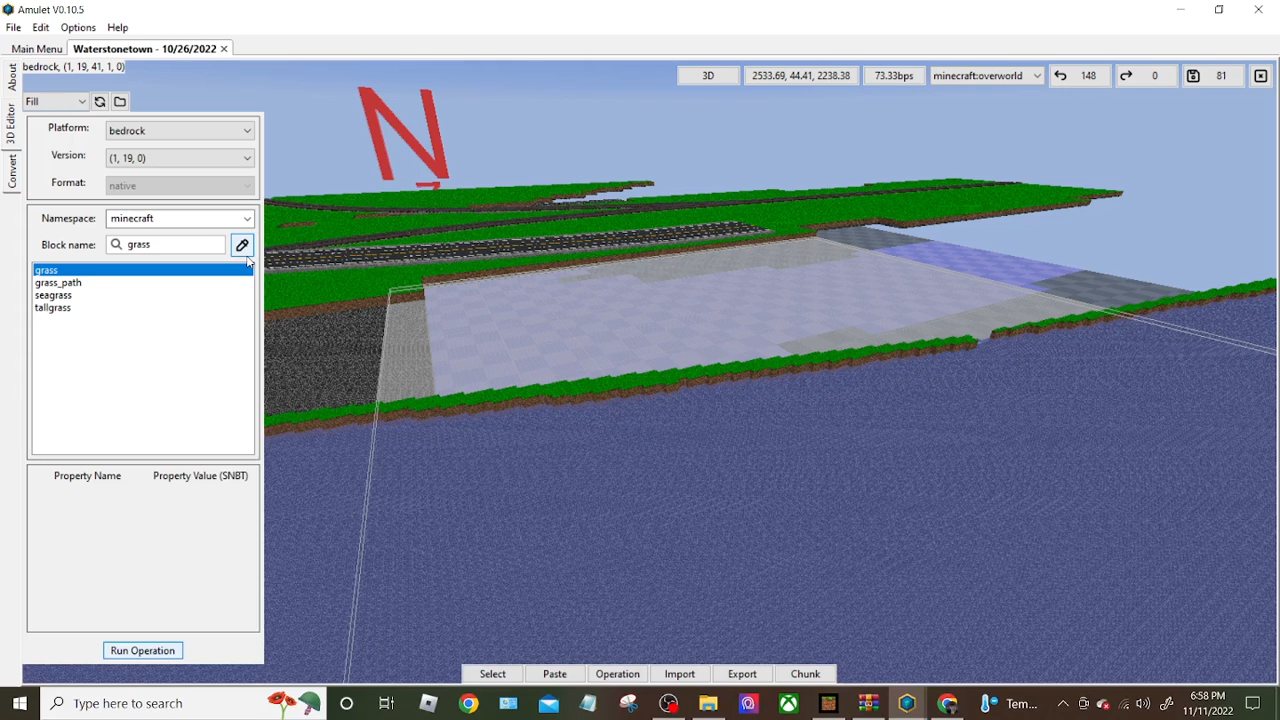 Amulet V0.10.5
File Edit Options Help
Main Menu Waterstonetown - 10/26/2022
bedrock, (1, 19, 41, 1, 0)
3D 2533.69, 44.41, 2238.38 73.33bps minecraft:overworld 148 0 81
About
3D Editor
Convert
Fill
Platform: bedrock
Version: (1, 19, 0)
Format: native
Namespace: minecraft
Block name: grass
grass
grass_path
seagrass
tallgrass
Property Name Property Value (SNBT)
Run Operation
N
Select Paste Operation Import Export Chunk
Type here to search
Tem...
6:58 PM
11/11/2022